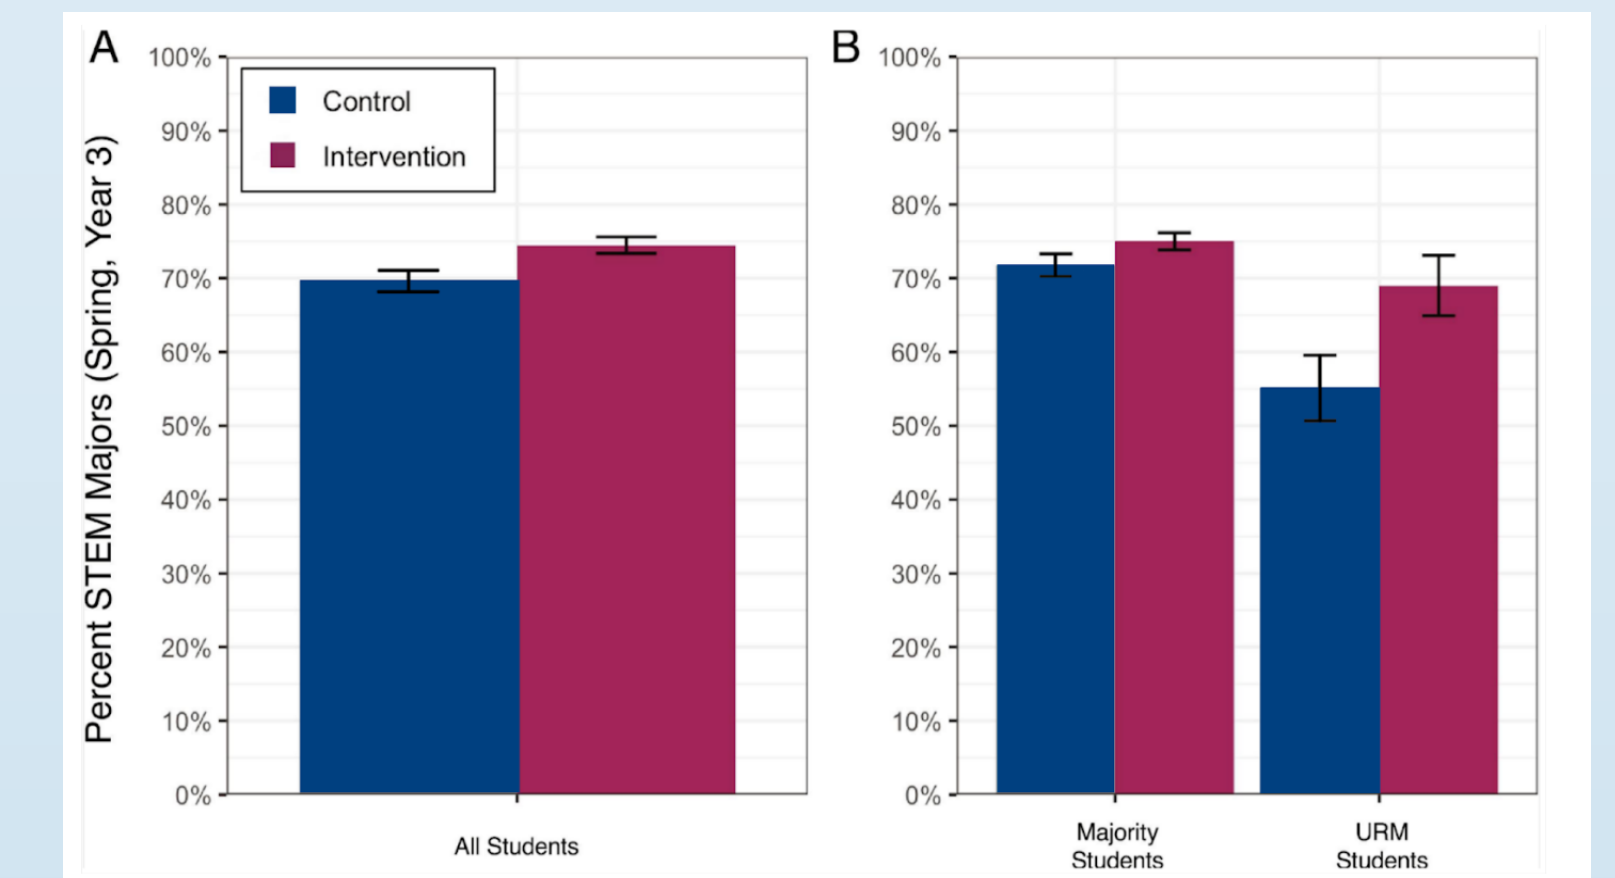 A
100%
90%
80%
70%
60%
50%
40%
30%
20%
10%
0%
Percent STEM Majors (Spring, Year 3)
Control
Intervention
All Students
B
100%
90%
80%
70%
60%
50%
40%
30%
20%
10%
0%
Majority
Students
URM
Students